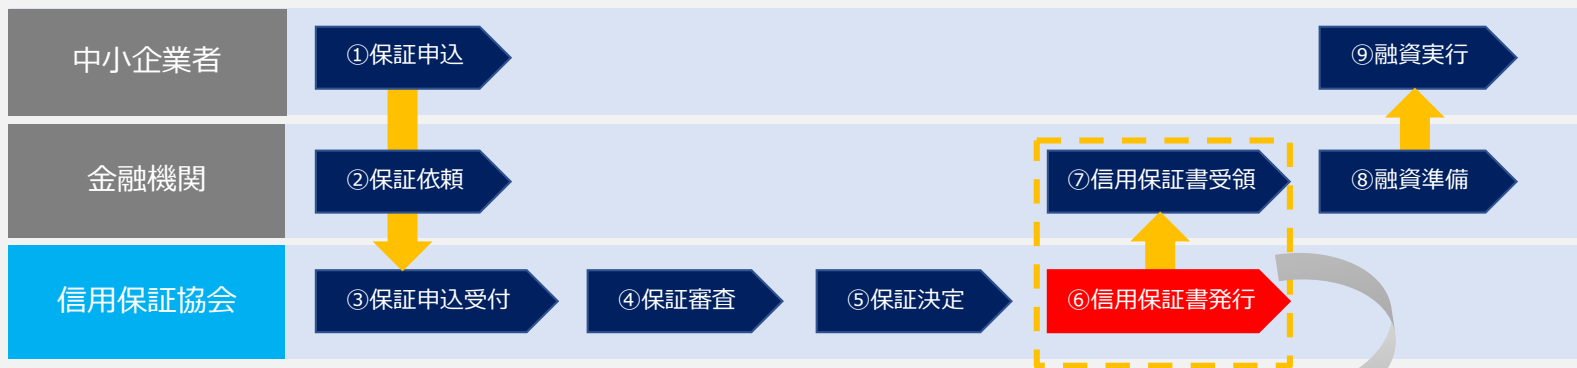 中小企業者
①保証申込
⑨融資実行
金融機関
②保証依頼
⑦信用保証書受領
⑧融資準備
信用保証協会
③保証申込受付
④保証審査
⑤保証決定
⑥信用保証書発行